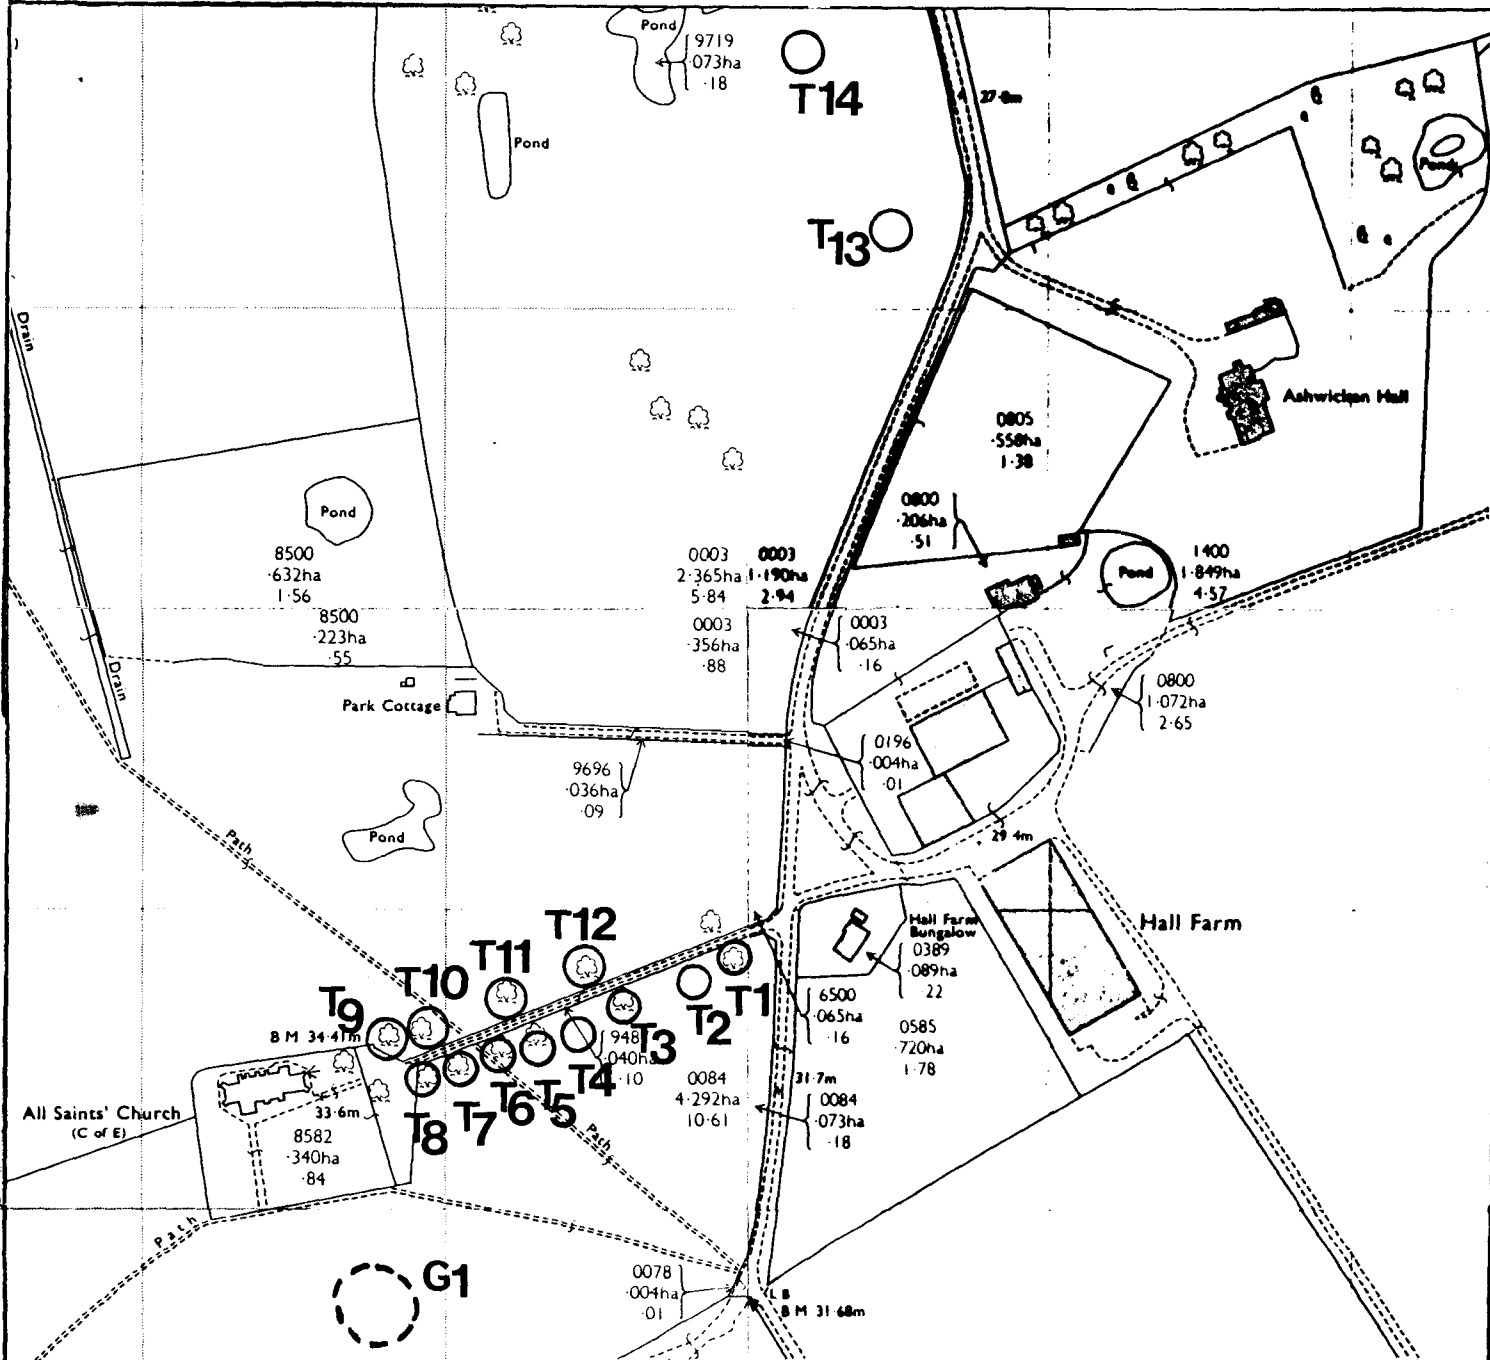 Pond
9719
·073ha
·18
T14
27·8m
Pond
Pond
T13
Drain
Ashwicken Hall
0805
·558ha
1·38
0800
·206ha
·51
Pond
8500
·632ha
1·56
8500
·223ha
·55
0003
2·365ha
5·84
0003
1·190ha
2·94
0003
·356ha
·88
0003
·065ha
·16
Pond
1400
1·849ha
4·57
Drain
Park Cottage
0800
1·072ha
2·65
0196
·004ha
·01
9696
·036ha
·09
Path
Pond
29·4m
Hall Farm
Hall Farm
Bungalow
0389
·089ha
·22
T12
T11
T10
T9
T1
T2
T3
T4
T5
T6
T7
T8
B M 34·41m
948
·040ha
·10
6500
·065ha
·16
0585
·720ha
1·78
0084
4·292ha
10·61
31·7m
0084
·073ha
·18
All Saints' Church
(C of E)
33·6m
8582
·340ha
·84
Path
Path
G1
0078
·004ha
·01
L B
B M 31·68m